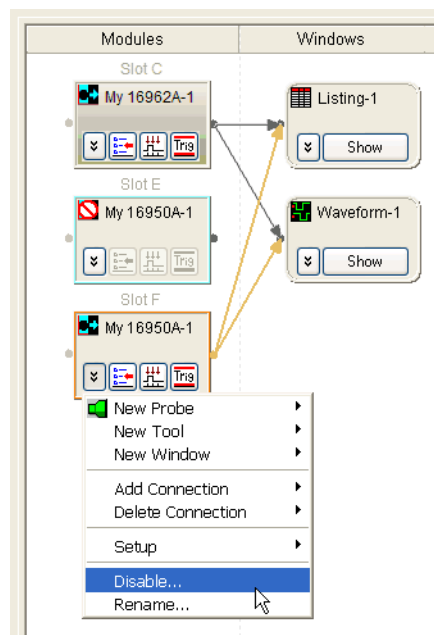 Modules Windows
Slot C
My 16962A-1 Listing-1
Trig Show
Slot E
My 16950A-1 Waveform-1
Trig Show
Slot F
My 16950A-1
Trig
New Probe
New Tool
New Window
Add Connection
Delete Connection
Setup
Disable...
Rename...